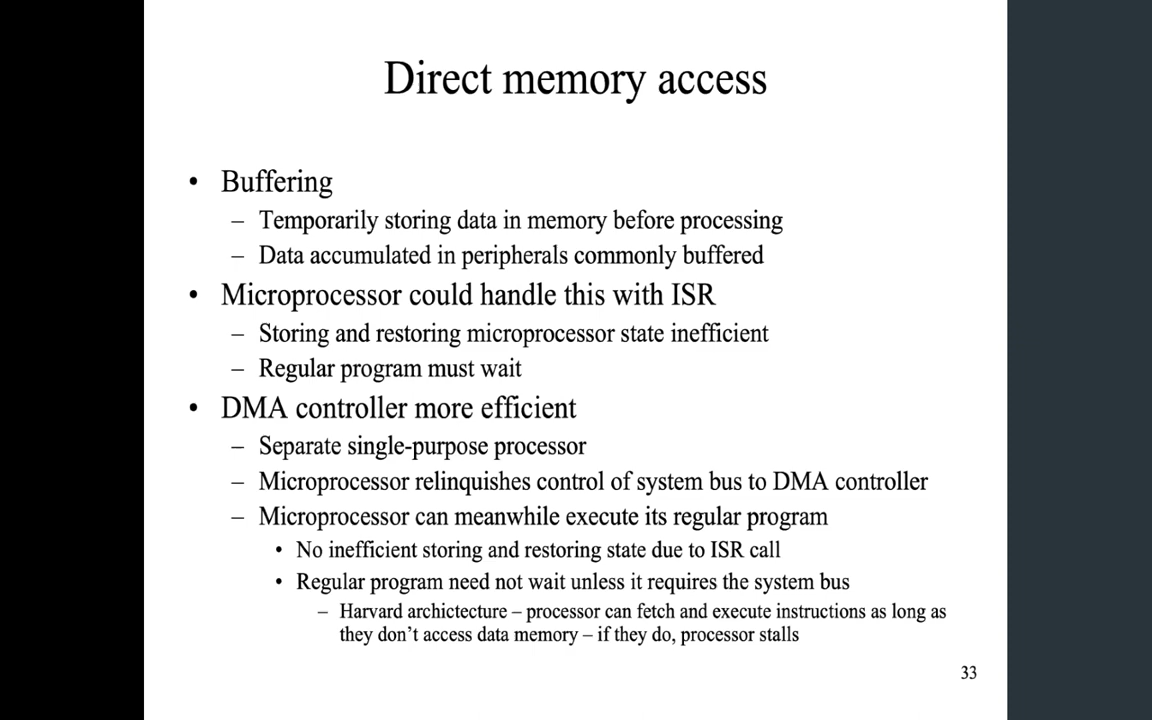 Direct memory access
• Buffering
– Temporarily storing data in memory before processing
– Data accumulated in peripherals commonly buffered
• Microprocessor could handle this with ISR
– Storing and restoring microprocessor state inefficient
– Regular program must wait
• DMA controller more efficient
– Separate single-purpose processor
– Microprocessor relinquishes control of system bus to DMA controller
– Microprocessor can meanwhile execute its regular program
• No inefficient storing and restoring state due to ISR call
• Regular program need not wait unless it requires the system bus
– Harvard archictecture – processor can fetch and execute instructions as long as
they don't access data memory – if they do, processor stalls
33